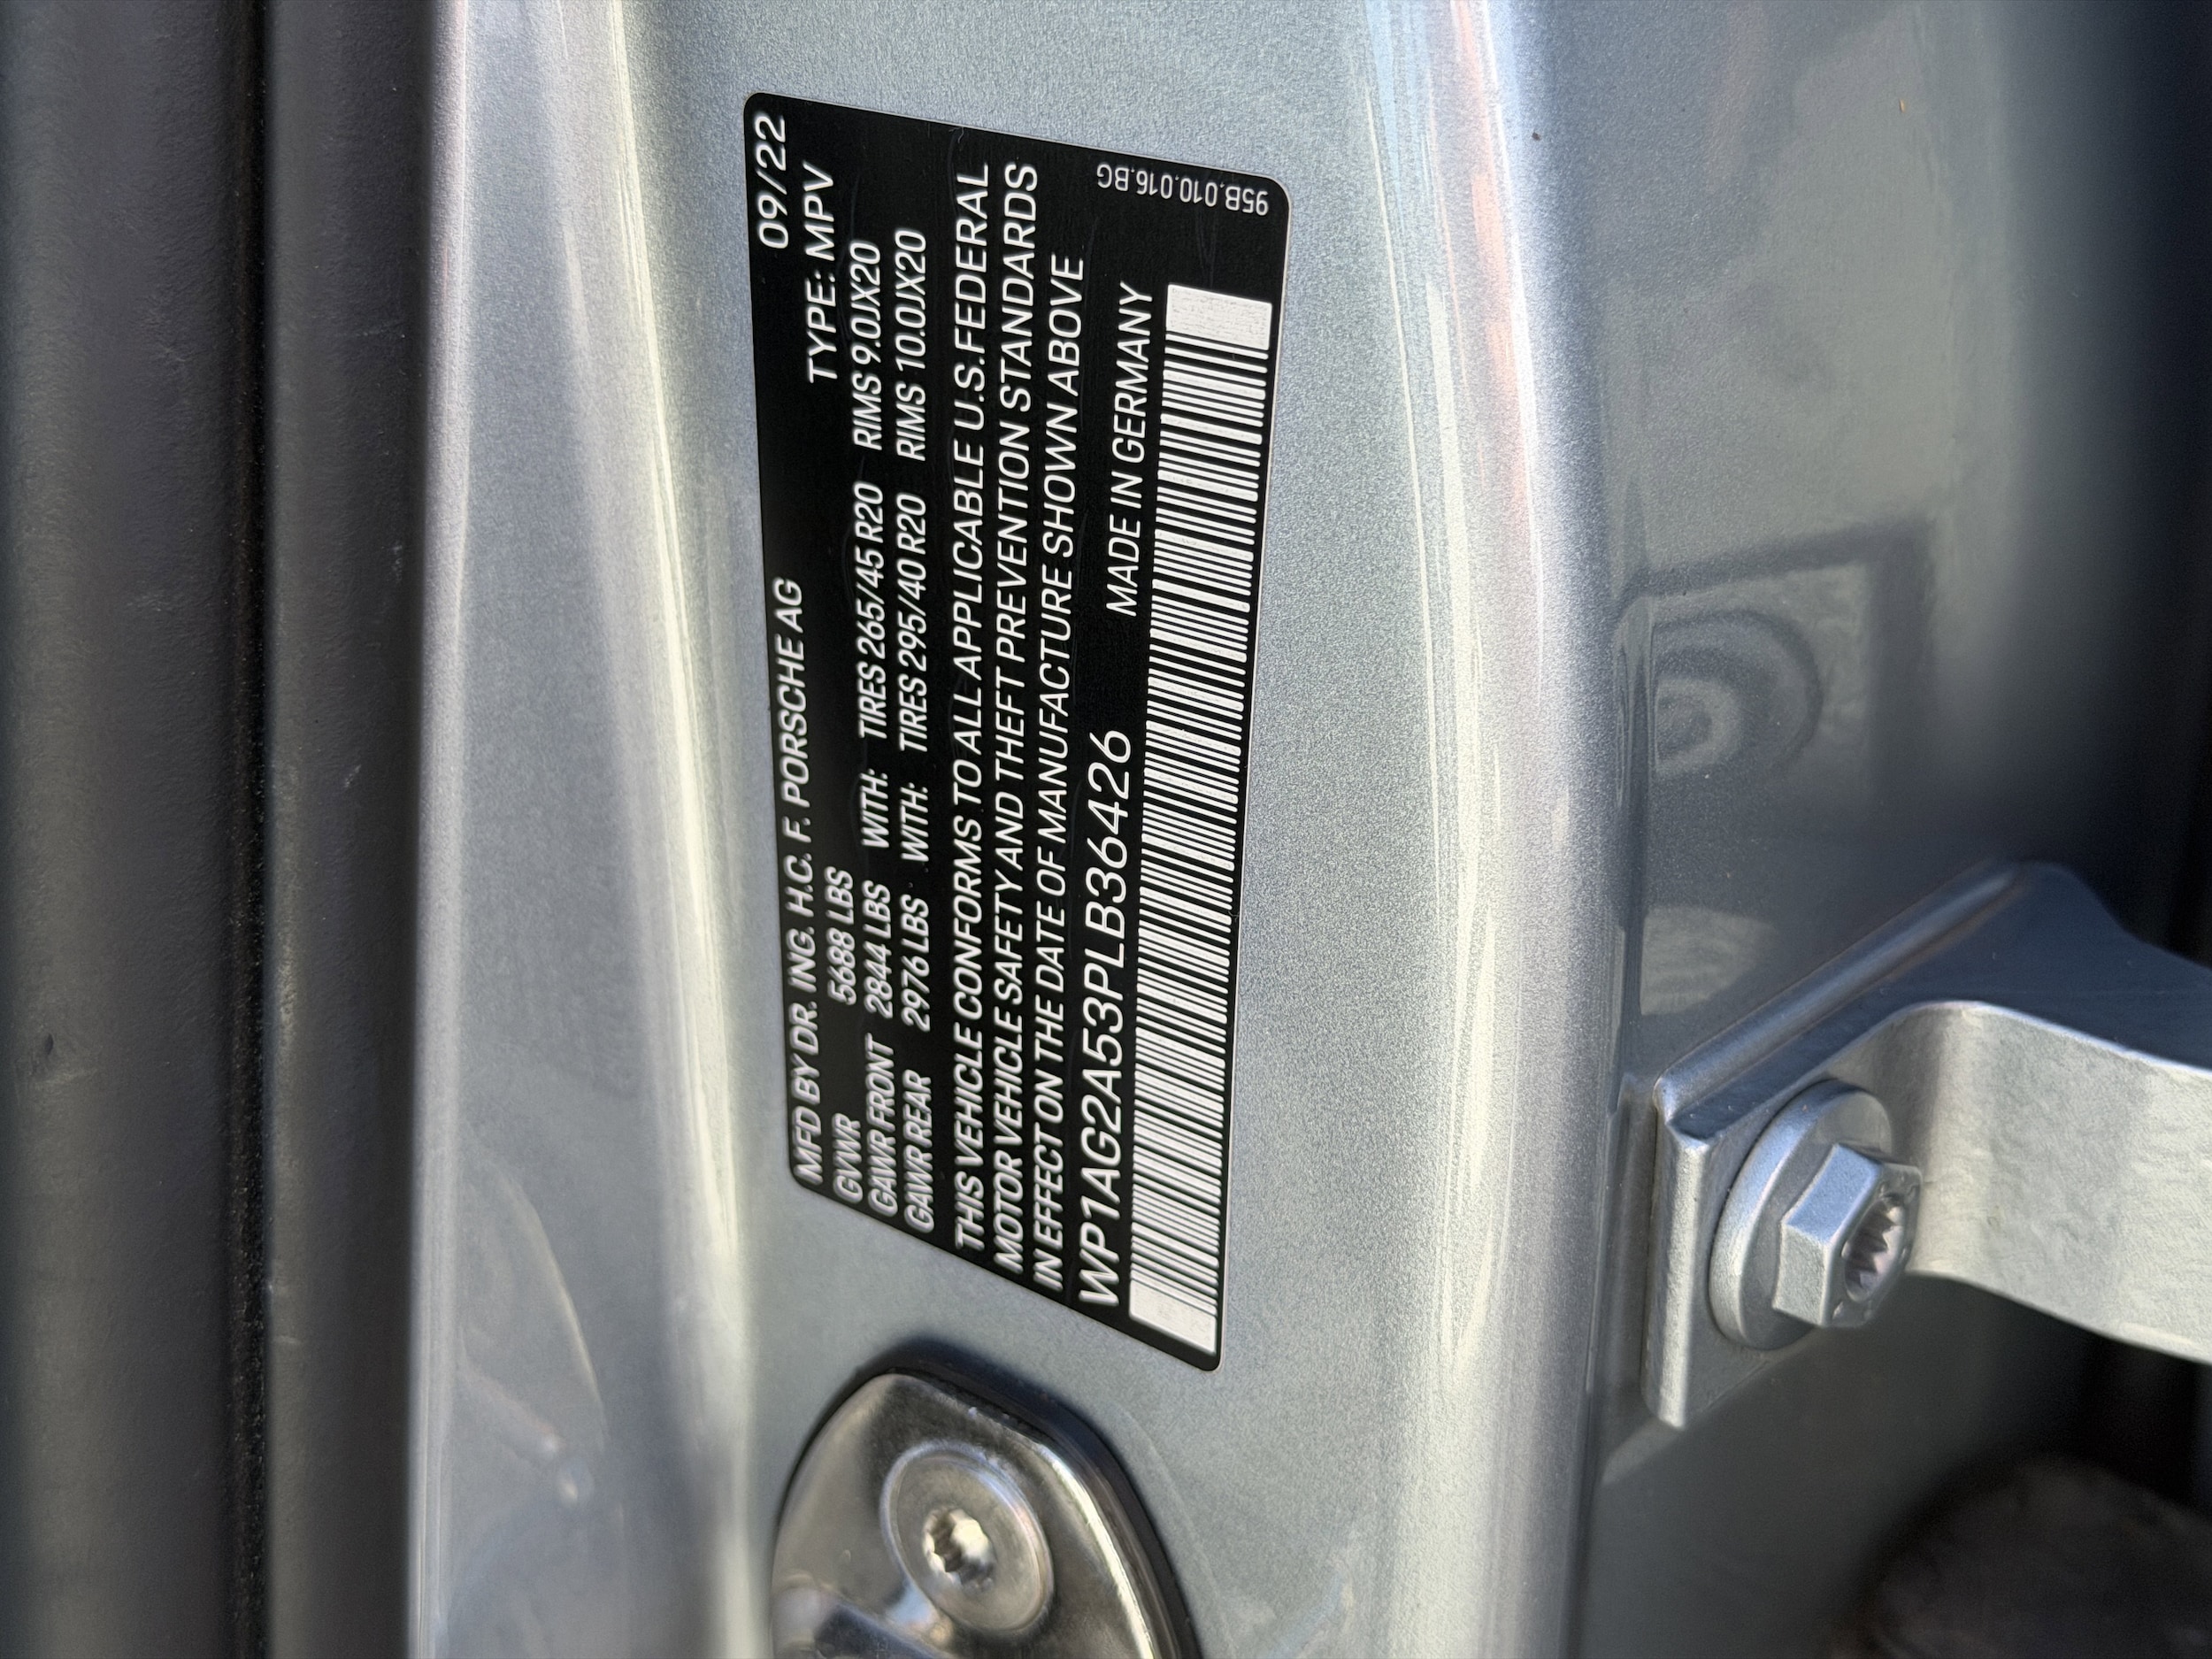 MFD BY DR. ING. H.C. F. PORSCHE AG 09/22
GVWR 5688 LBS TYPE: MPV
GAWR FRONT 2844 LBS WITH: TIRES 265/45 R20 RIMS 9.0JX20
GAWR REAR 2976 LBS WITH: TIRES 295/40 R20 RIMS 10.0JX20
THIS VEHICLE CONFORMS TO ALL APPLICABLE U.S.FEDERAL
MOTOR VEHICLE SAFETY AND THEFT PREVENTION STANDARDS
IN EFFECT ON THE DATE OF MANUFACTURE SHOWN ABOVE
WP1AG2A53PLB36426 MADE IN GERMANY
95B.010.016.BG